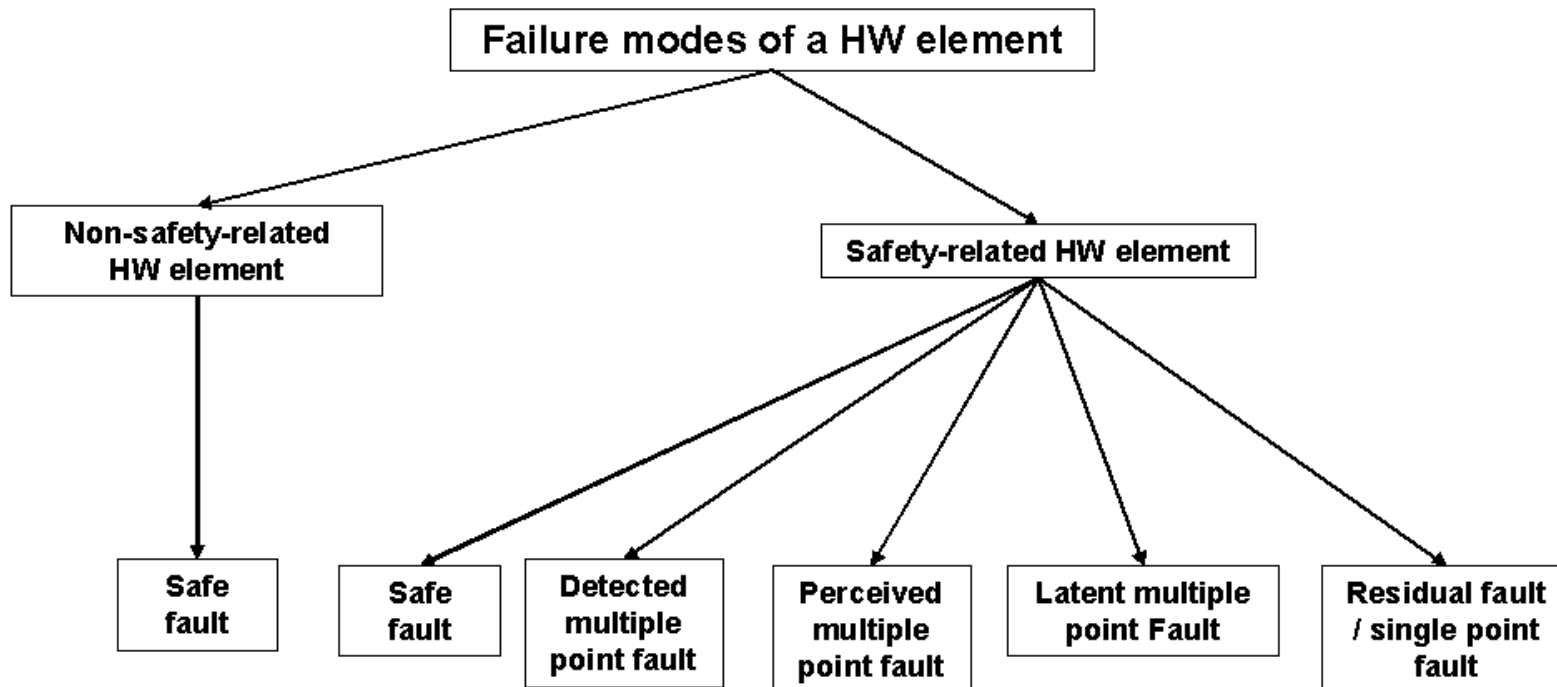 Failure modes of a HW element
Non-safety-related
HW element
Safety-related HW element
Safe
fault
Safe
fault
Detected
multiple
point fault
Perceived
multiple
point fault
Latent multiple
point Fault
Residual fault
/ single point
fault